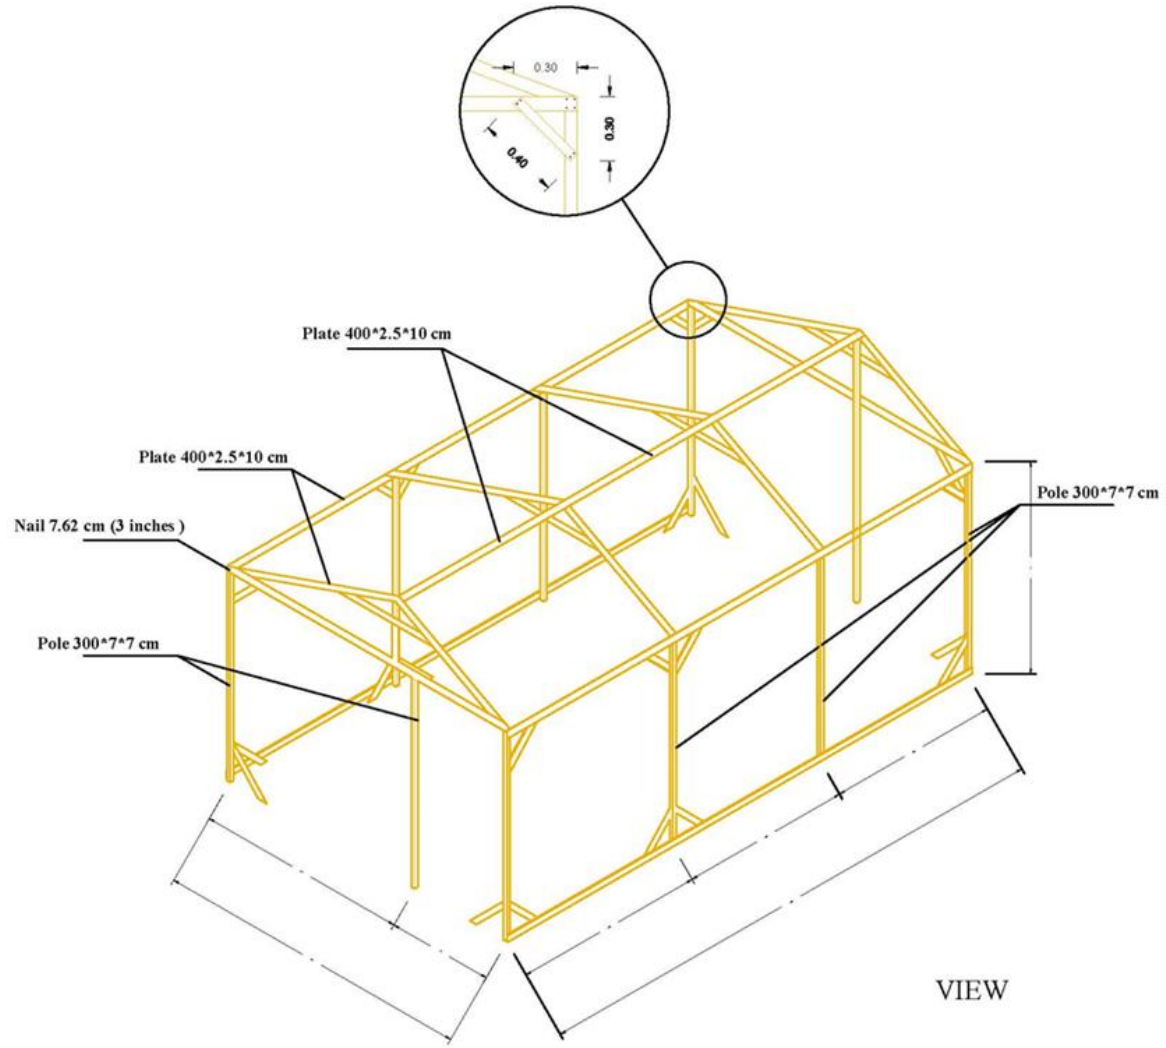 0.30
0.30
0.40
Plate 400*2.5*10 cm
Plate 400*2.5*10 cm
Pole 300*7*7 cm
Nail 7.62 cm (3 inches )
Pole 300*7*7 cm
VIEW